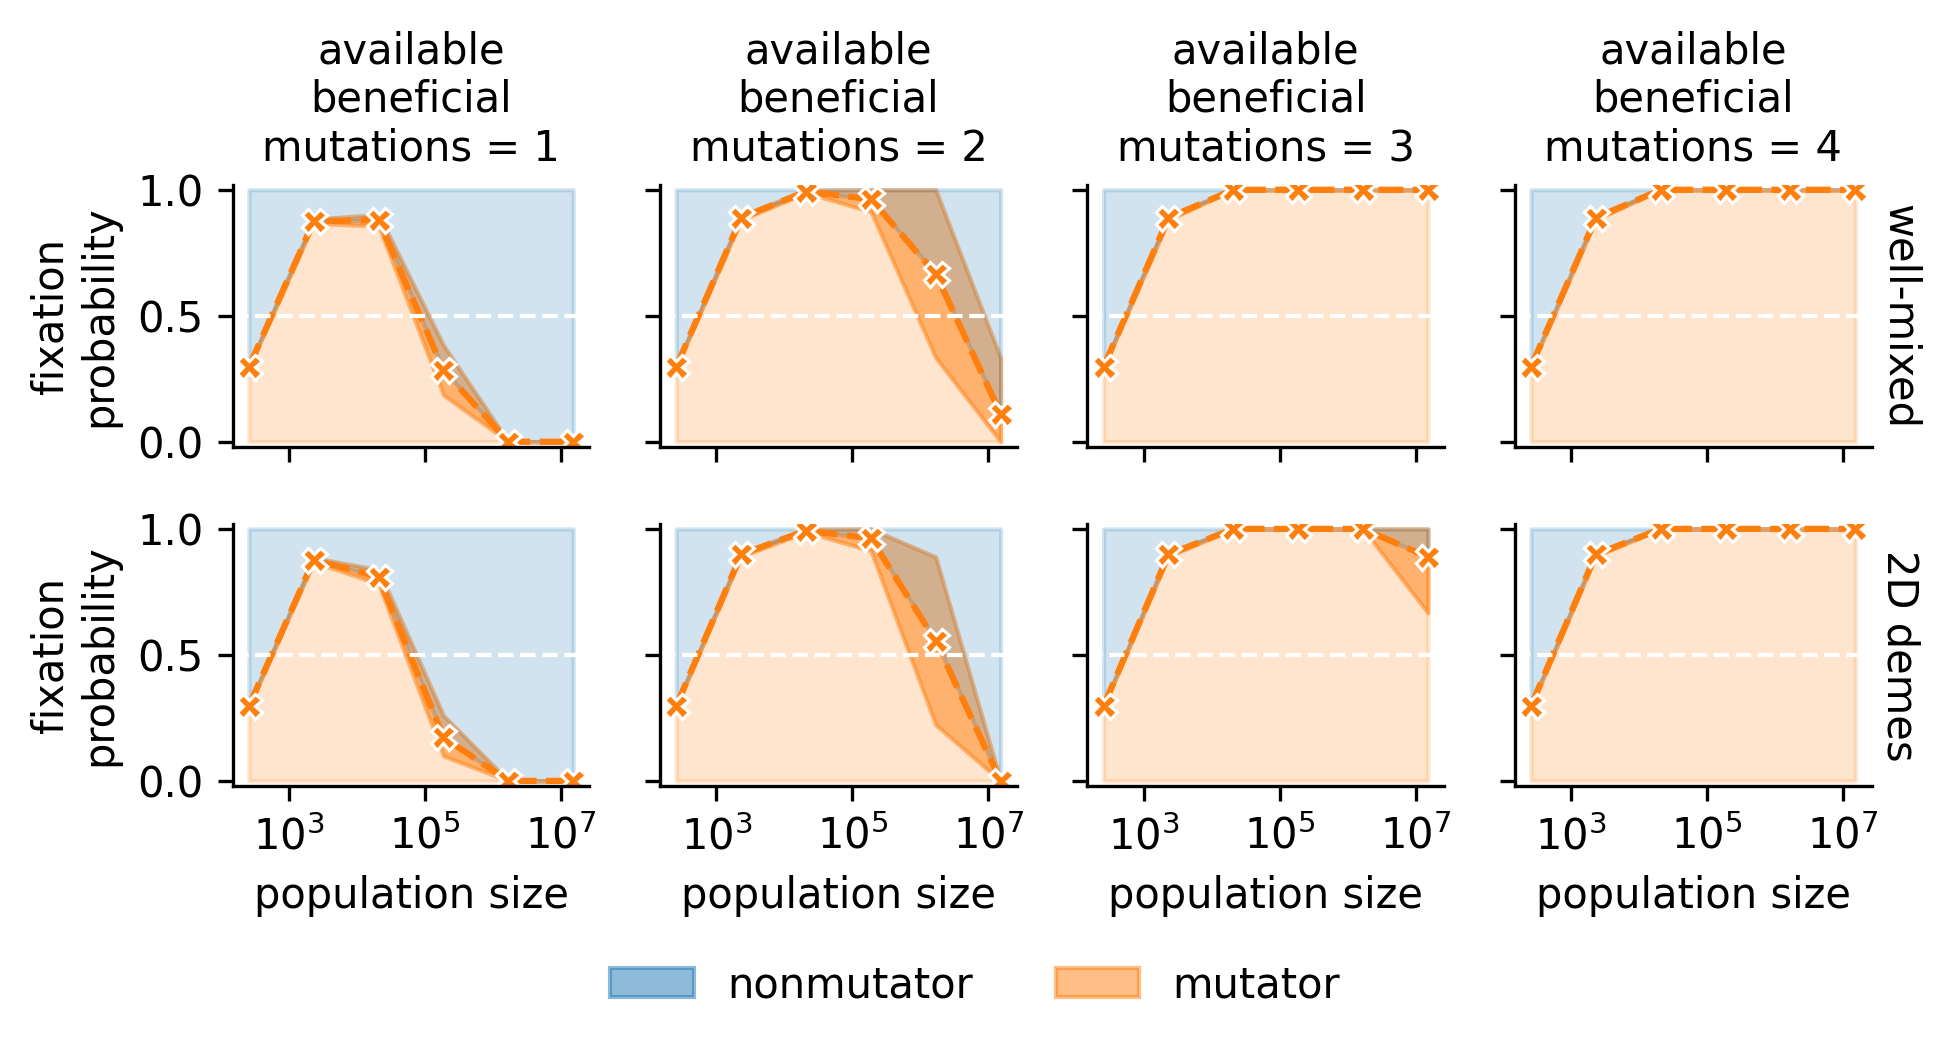 available
beneficial
mutations = 1
available
beneficial
mutations = 2
available
beneficial
mutations = 3
available
beneficial
mutations = 4
fixation
probability
1.0
0.5
0.0
well-mixed
fixation
probability
1.0
0.5
0.0
2D demes
10³ 10⁵ 10⁷
10³ 10⁵ 10⁷
10³ 10⁵ 10⁷
10³ 10⁵ 10⁷
population size
population size
population size
population size
nonmutator
mutator